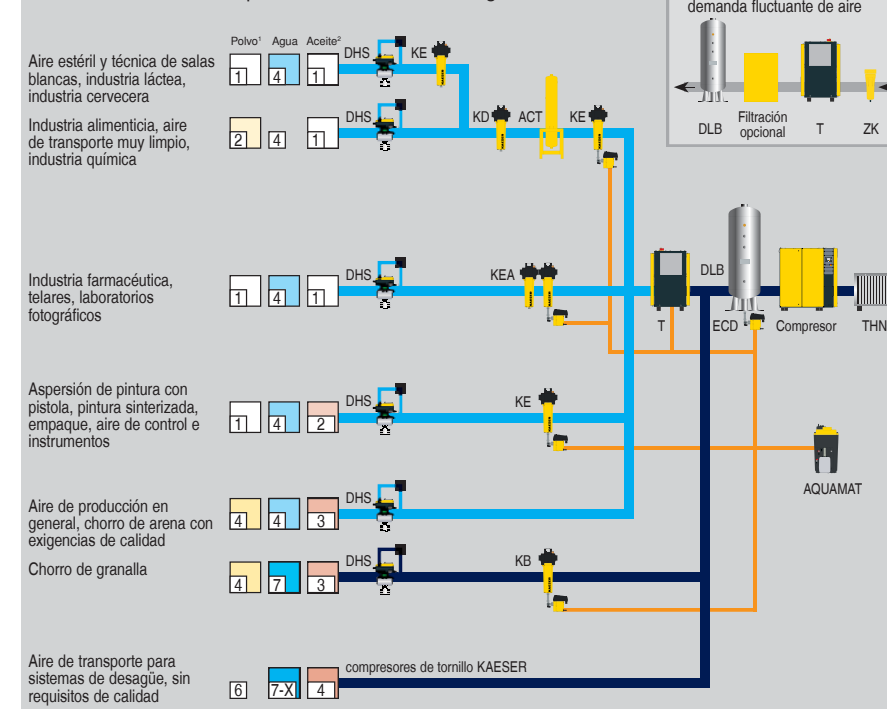 demanda fluctuante de aire
DLB
Filtración
opcional
T
ZK
Polvo¹ Agua Aceite²
Aire estéril y técnica de salas
blancas, industria láctea,
industria cervecera
1 4 1
DHS
KE
Industria alimenticia, aire
de transporte muy limpio,
industria química
2 4 1
DHS
KD
ACT
KE
Industria farmacéutica,
telares, laboratorios
fotográficos
1 4 1
DHS
KEA
T
DLB
ECD
Compresor
THN
Aspersión de pintura con
pistola, pintura sinterizada,
empaque, aire de control e
instrumentos
1 4 2
DHS
KE
AQUAMAT
Aire de producción en
general, chorro de arena con
exigencias de calidad
4 4 3
DHS
Chorro de granalla
4 7 3
DHS
KB
Aire de transporte para
sistemas de desagüe, sin
requisitos de calidad
6 7-X 4
compresores de tornillo KAESER